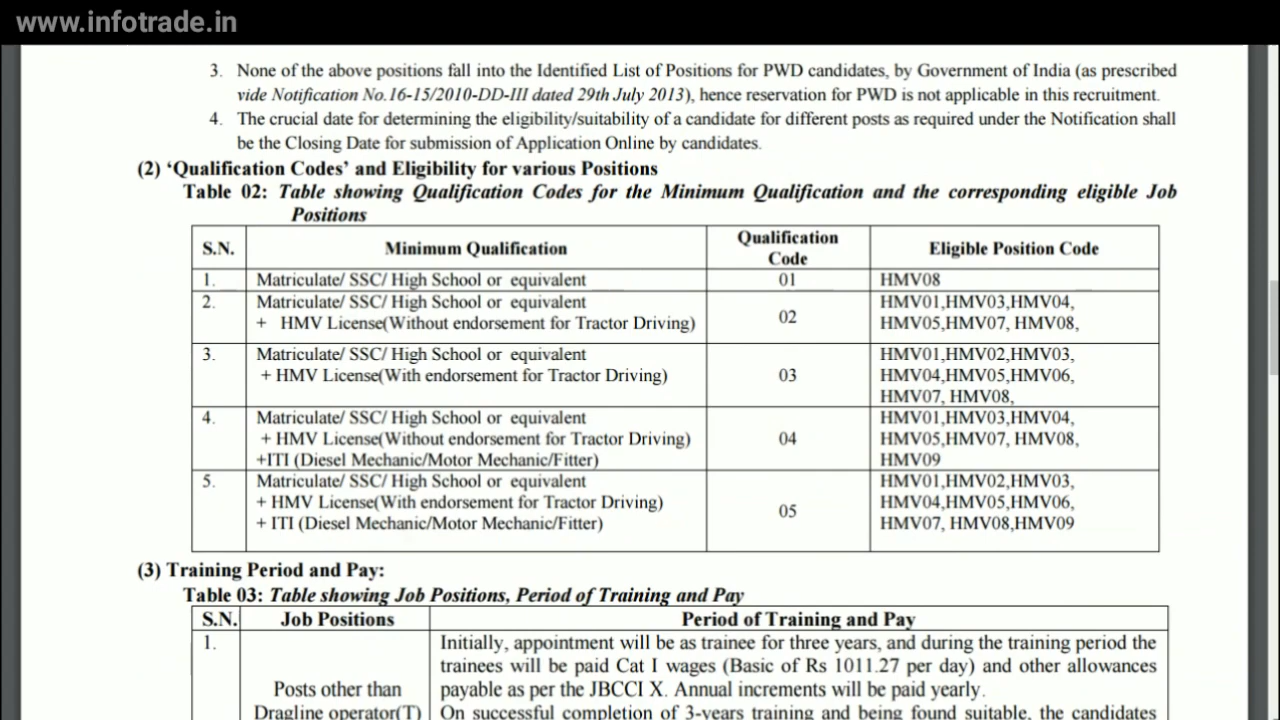 www.infotrade.in
3. None of the above positions fall into the Identified List of Positions for PWD candidates, by Government of India (as prescribed
vide Notification No.16-15/2010-DD-III dated 29th July 2013), hence reservation for PWD is not applicable in this recruitment.
4. The crucial date for determining the eligibility/suitability of a candidate for different posts as required under the Notification shall
be the Closing Date for submission of Application Online by candidates.
(2) ‘Qualification Codes’ and Eligibility for various Positions
Table 02: Table showing Qualification Codes for the Minimum Qualification and the corresponding eligible Job
Positions
S.N. Minimum Qualification Qualification Code Eligible Position Code
1. Matriculate/ SSC/ High School or equivalent 01 HMV08
2. Matriculate/ SSC/ High School or equivalent HMV01,HMV03,HMV04,
+ HMV License(Without endorsement for Tractor Driving) 02 HMV05,HMV07, HMV08,
3. Matriculate/ SSC/ High School or equivalent HMV01,HMV02,HMV03,
+ HMV License(With endorsement for Tractor Driving) 03 HMV04,HMV05,HMV06,
HMV07, HMV08,
4. Matriculate/ SSC/ High School or equivalent HMV01,HMV03,HMV04,
+ HMV License(Without endorsement for Tractor Driving) 04 HMV05,HMV07, HMV08,
+ITI (Diesel Mechanic/Motor Mechanic/Fitter) HMV09
5. Matriculate/ SSC/ High School or equivalent HMV01,HMV02,HMV03,
+ HMV License(With endorsement for Tractor Driving) 05 HMV04,HMV05,HMV06,
+ ITI (Diesel Mechanic/Motor Mechanic/Fitter) HMV07, HMV08,HMV09
(3) Training Period and Pay:
Table 03: Table showing Job Positions, Period of Training and Pay
S.N. Job Positions Period of Training and Pay
1. Initially, appointment will be as trainee for three years, and during the training period the
trainees will be paid Cat I wages (Basic of Rs 1011.27 per day) and other allowances
Posts other than payable as per the JBCCI X. Annual increments will be paid yearly.
Dragline operator(T) On successful completion of 3-years training and being found suitable, the candidates